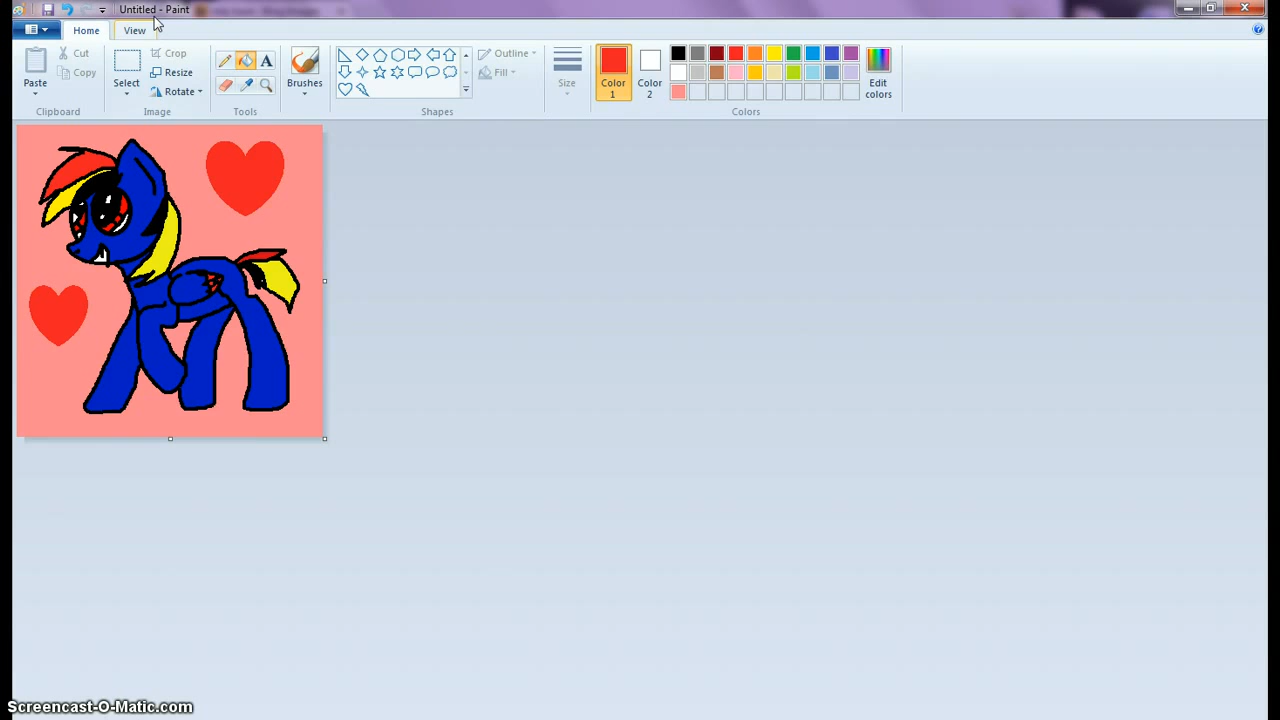 Untitled - Paint
Home
View
Paste
Cut
Copy
Clipboard
Select
Crop
Resize
Rotate
Image
A
Tools
Brushes
Shapes
Outline
Fill
Size
Color 1
Color 2
Edit colors
Colors
Screencast-O-Matic.com